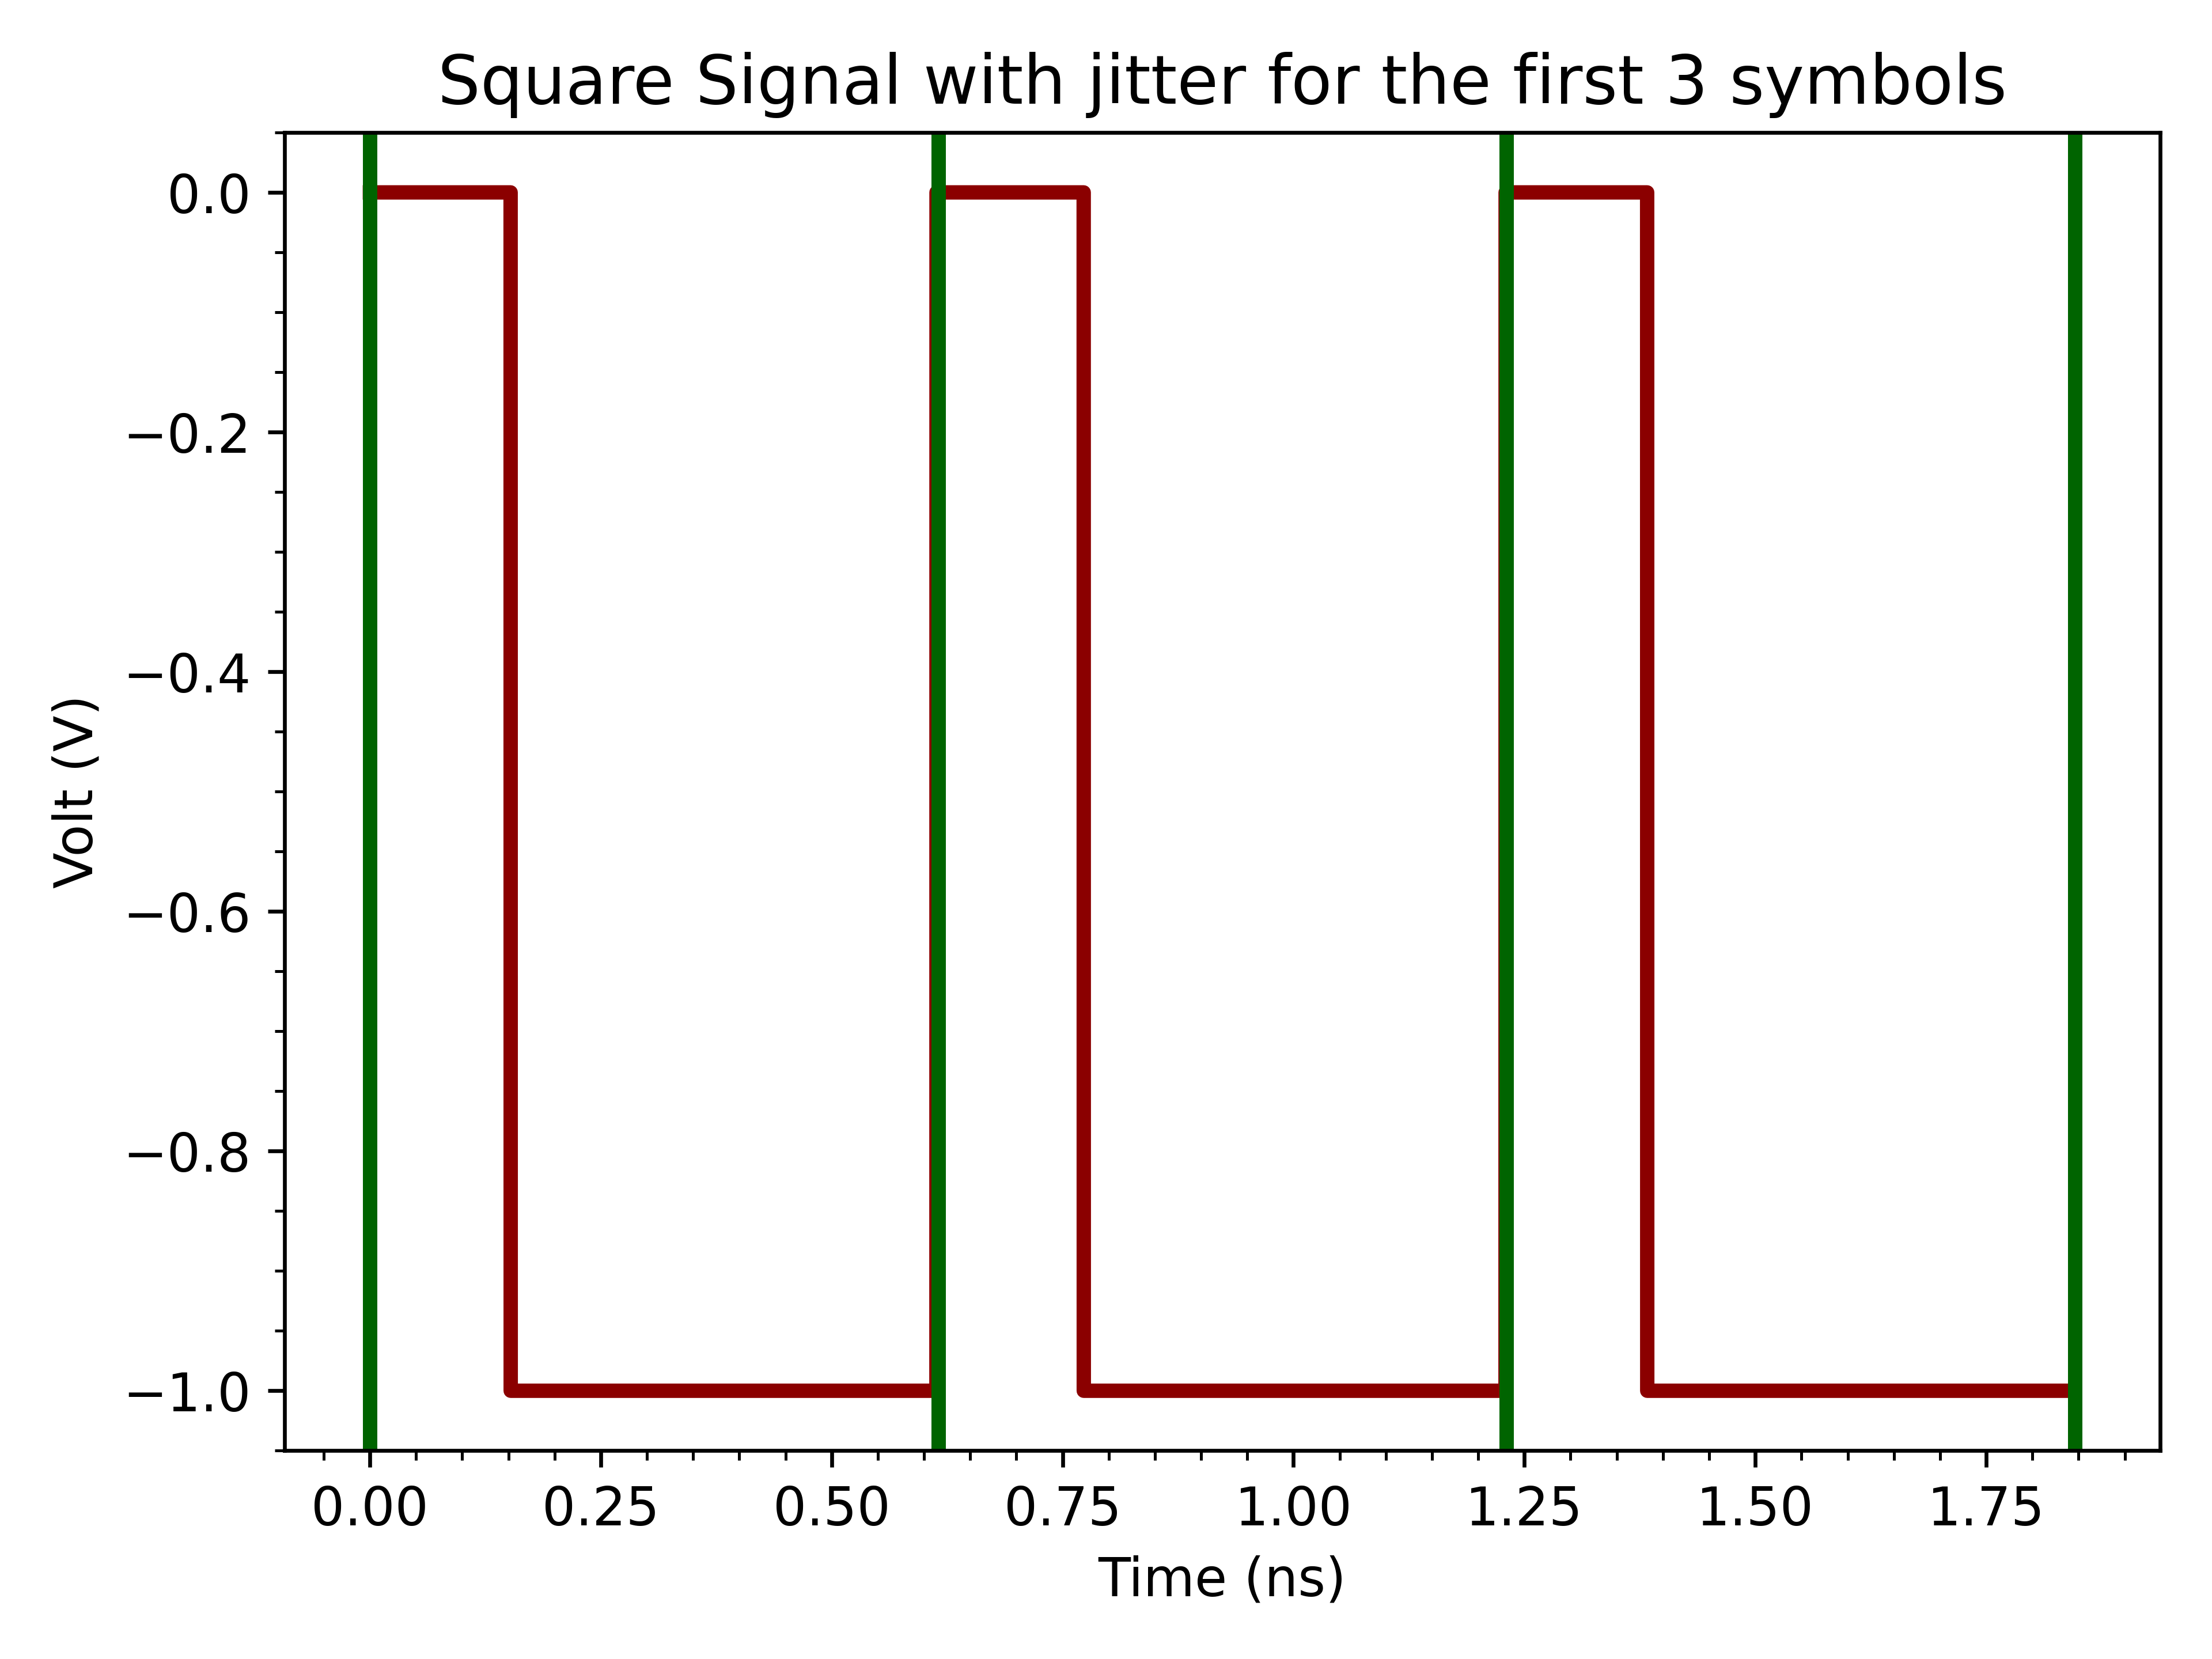 Square Signal with jitter for the first 3 symbols
0.0
−0.2
−0.4
−0.6
−0.8
−1.0
Volt (V)
0.00 0.25 0.50 0.75 1.00 1.25 1.50 1.75
Time (ns)